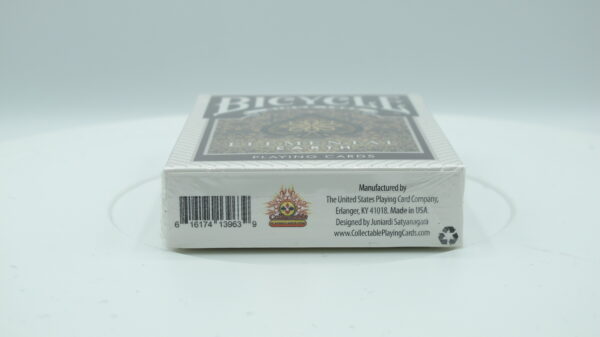 BICYCLE
ELEMENTAL
EARTH
PLAYING CARDS
Manufactured by
The United States Playing Card Company,
Erlanger, KY 41018. Made in USA
Designed by Juniardi Satyanagara
www.CollectablePlayingCards.com
6 16174 13963 9